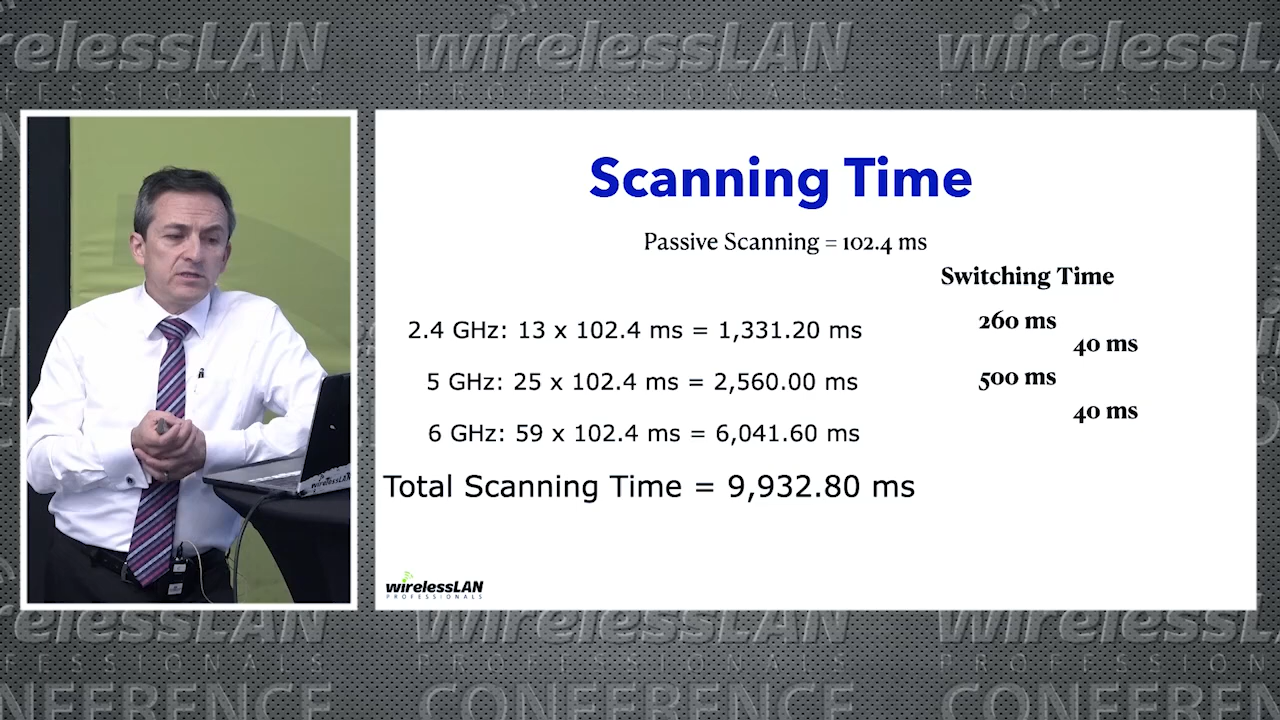 wirelessLAN
PROFESSIONALS
CONFERENCE
Scanning Time
Passive Scanning = 102.4 ms
Switching Time
2.4 GHz: 13 x 102.4 ms = 1,331.20 ms
260 ms
40 ms
5 GHz: 25 x 102.4 ms = 2,560.00 ms
500 ms
40 ms
6 GHz: 59 x 102.4 ms = 6,041.60 ms
Total Scanning Time = 9,932.80 ms
wirelessLAN
wirelessLAN
PROFESSIONALS
wirelessLAN
PROFESSIONALS
CONFERENCE